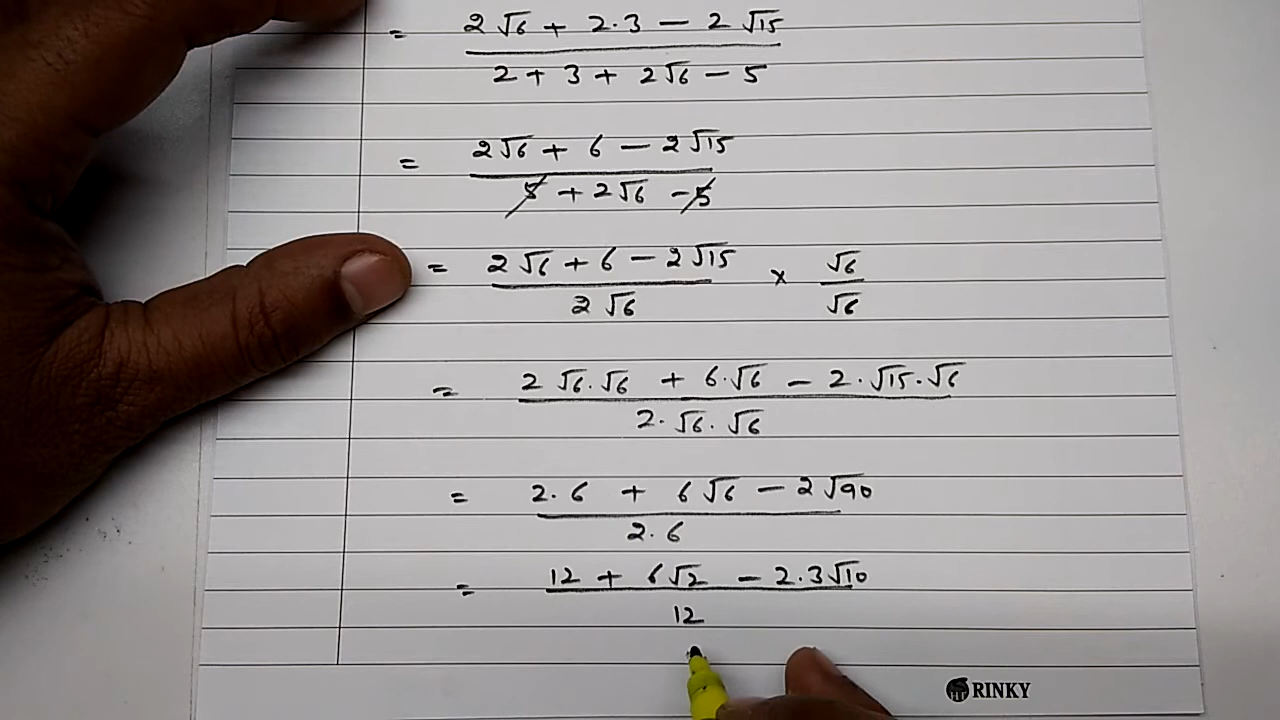 = (2√6 + 2·3 − 2√15) / (2 + 3 + 2√6 − 5)
= (2√6 + 6 − 2√15) / (5 + 2√6 − 5)
= (2√6 + 6 − 2√15) / (2√6) × √6/√6
= (2√6·√6 + 6·√6 − 2·√15·√6) / (2·√6·√6)
= (2·6 + 6√6 − 2√90) / (2·6)
= (12 + 6√2 − 2·3√10) / 12
RINKY